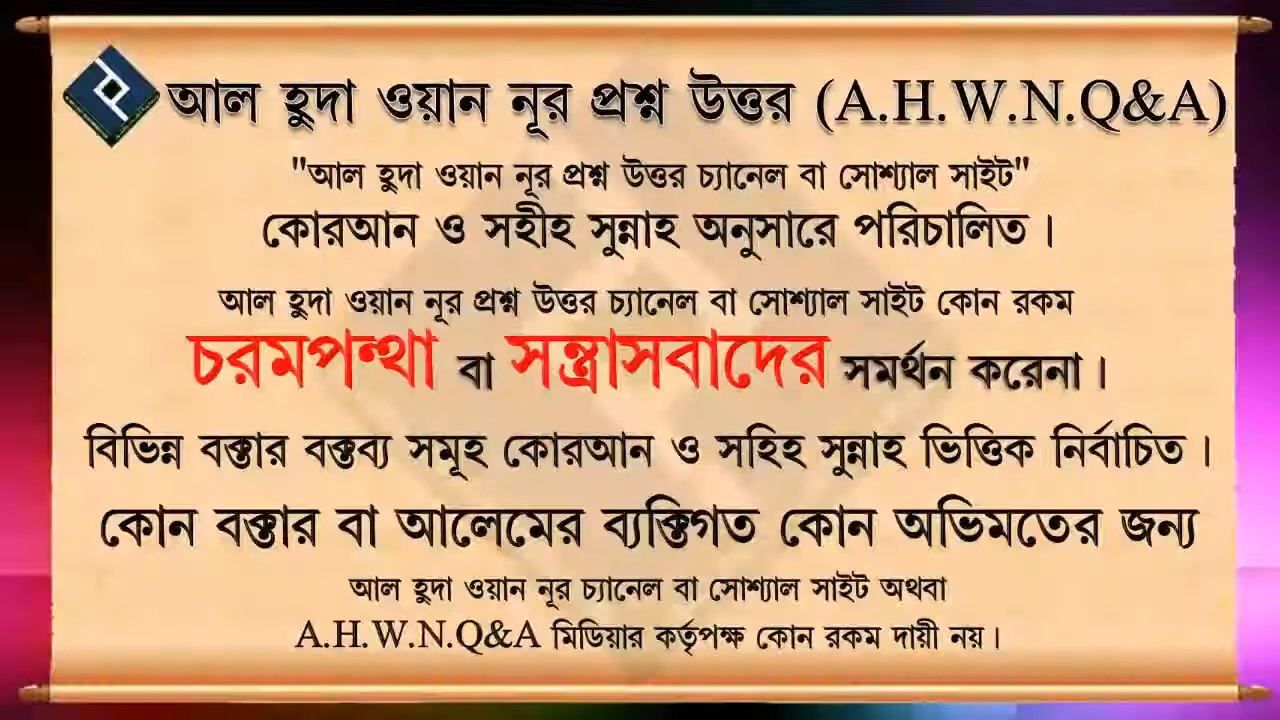 আল হুদা ওয়ান নূর প্রশ্ন উত্তর (A.H.W.N.Q&A)
"আল হুদা ওয়ান নূর প্রশ্ন উত্তর চ্যানেল বা সোশ্যাল সাইট"
কোরআন ও সহীহ সুন্নাহ অনুসারে পরিচালিত।
আল হুদা ওয়ান নূর প্রশ্ন উত্তর চ্যানেল বা সোশ্যাল সাইট কোন রকম
চরমপন্থা বা সন্ত্রাসবাদের সমর্থন করেনা।
বিভিন্ন বক্তার বক্তব্য সমূহ কোরআন ও সহিহ সুন্নাহ ভিত্তিক নির্বাচিত।
কোন বক্তার বা আলেমের ব্যক্তিগত কোন অভিমতের জন্য
আল হুদা ওয়ান নূর চ্যানেল বা সোশ্যাল সাইট অথবা
A.H.W.N.Q&A মিডিয়ার কর্তৃপক্ষ কোন রকম দায়ী নয়।